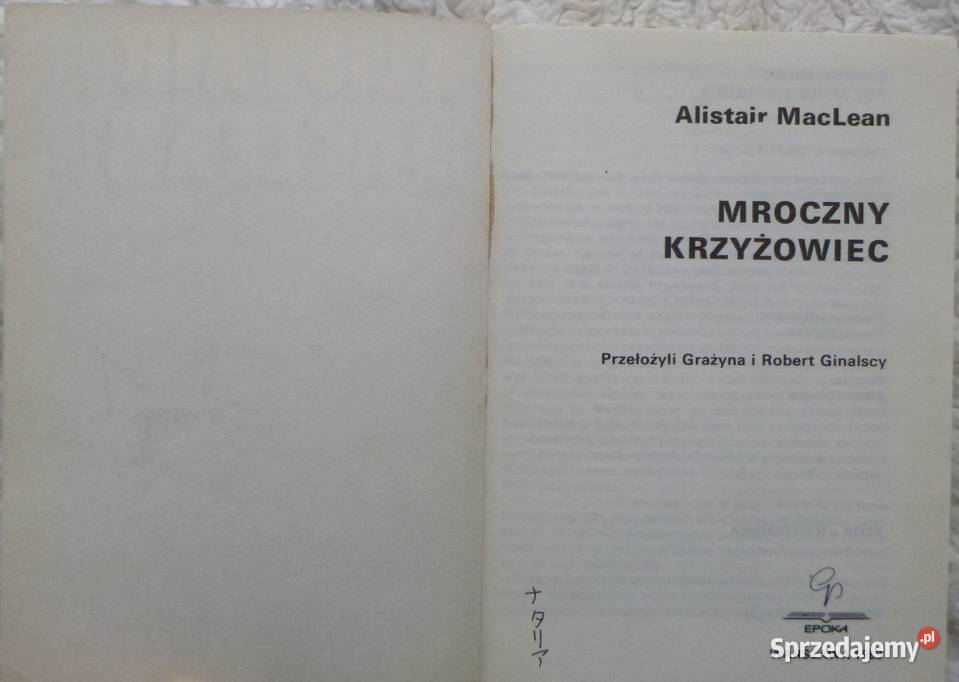 Alistair MacLean
MROCZNY
KRZYŻOWIEC
Przełożyli Grażyna i Robert Ginalscy
ナタリア
EPOKA
Sprzedajemy.pl